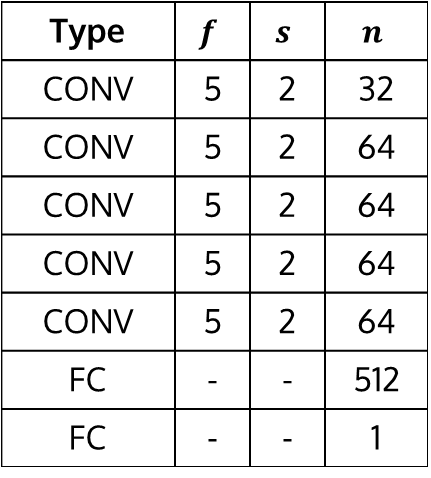 Type f s n
CONV 5 2 32
CONV 5 2 64
CONV 5 2 64
CONV 5 2 64
CONV 5 2 64
FC - - 512
FC - - 1